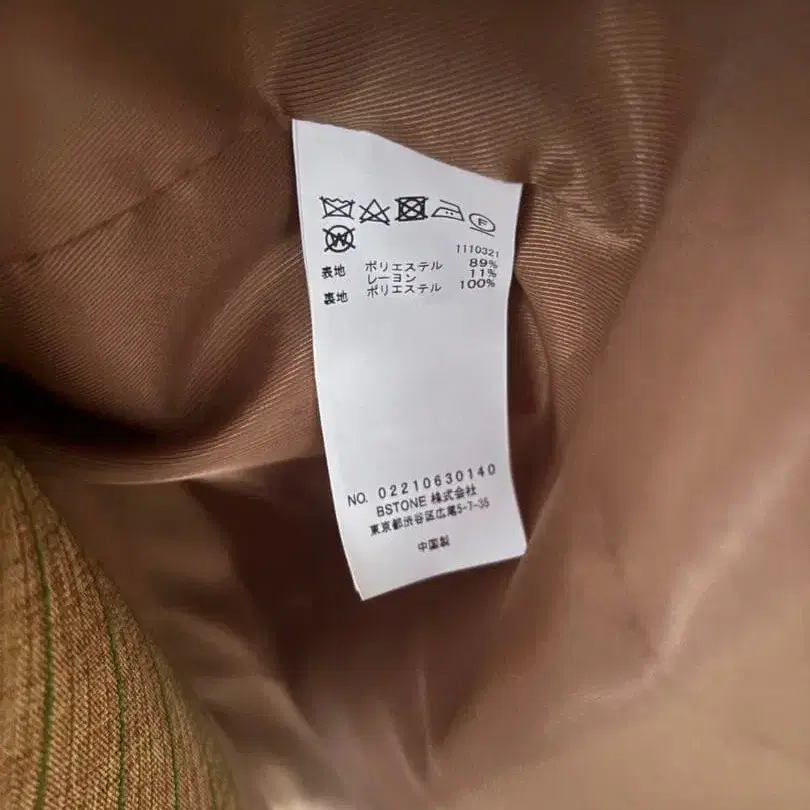 F
W
1110321
表地 ポリエステル 89%
レーヨン 11%
裏地 ポリエステル 100%
NO. 02210630140
BSTONE 株式会社
東京都渋谷区広尾5-7-35
中国製